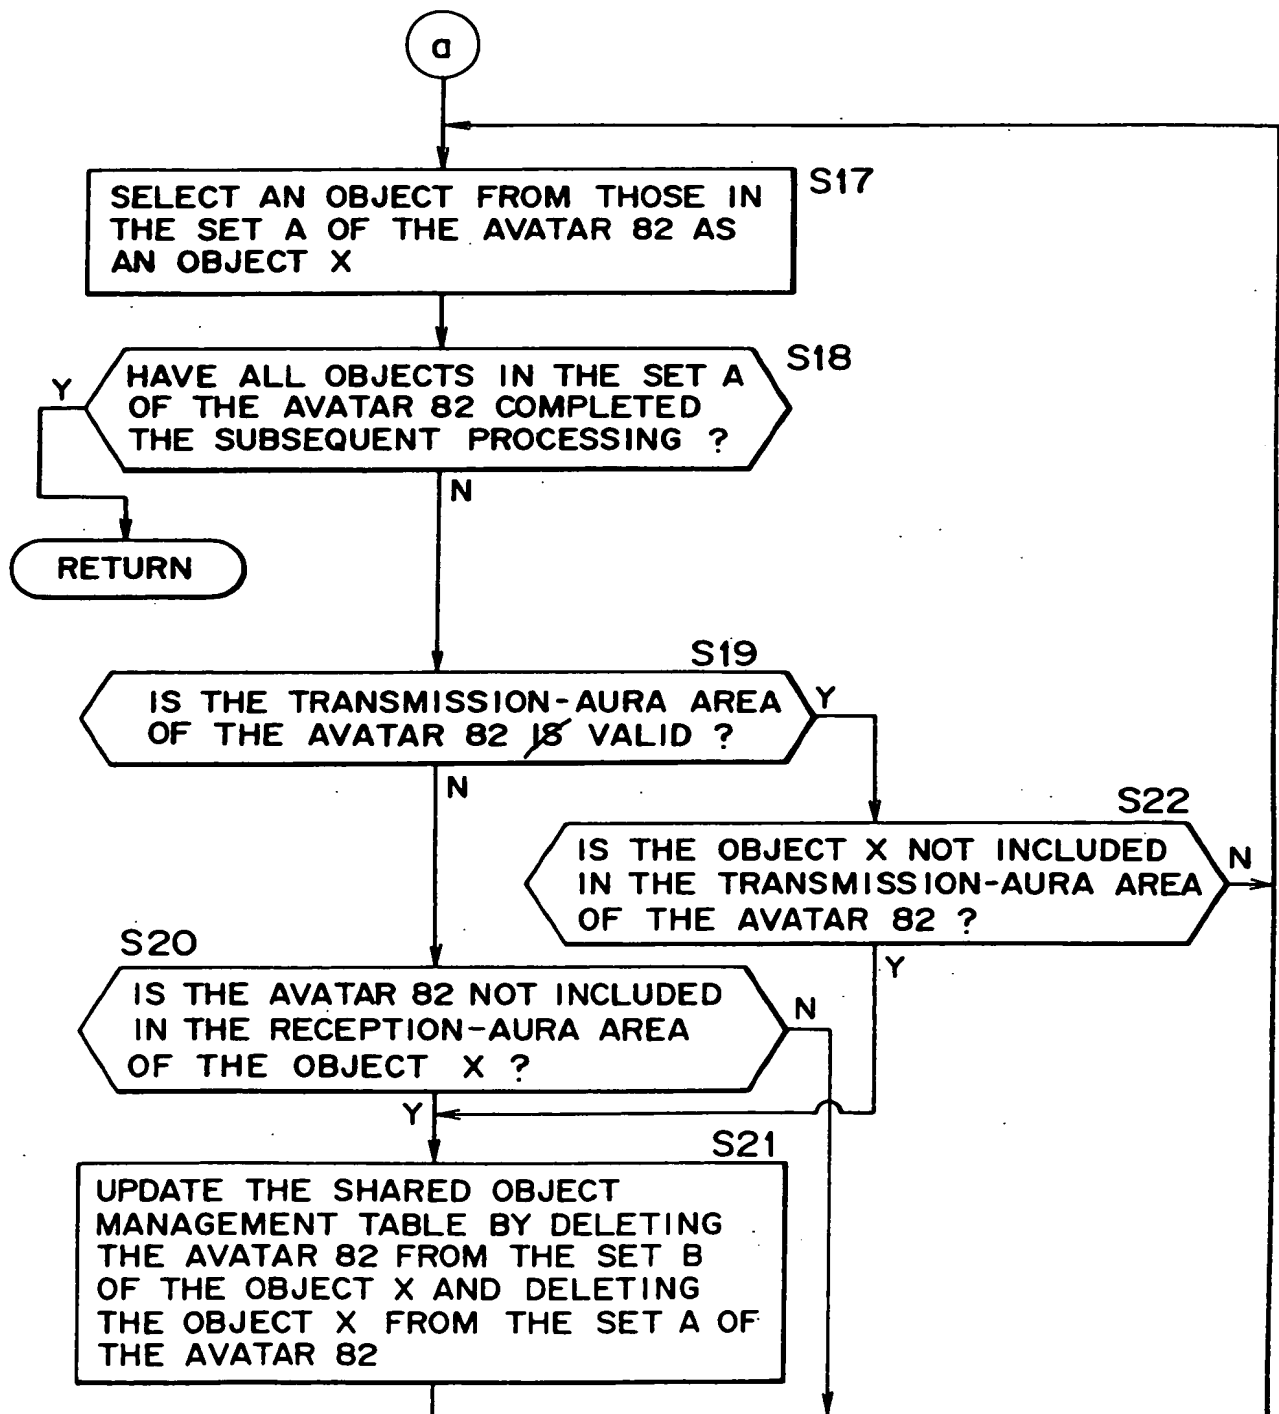 a
S17
SELECT AN OBJECT FROM THOSE IN
THE SET A OF THE AVATAR 82 AS
AN OBJECT X
S18
HAVE ALL OBJECTS IN THE SET A
OF THE AVATAR 82 COMPLETED
THE SUBSEQUENT PROCESSING ?
Y
N
RETURN
S19
IS THE TRANSMISSION-AURA AREA
OF THE AVATAR 82 IS VALID ?
Y
N
S22
IS THE OBJECT X NOT INCLUDED
IN THE TRANSMISSION-AURA AREA
OF THE AVATAR 82 ?
N
Y
S20
IS THE AVATAR 82 NOT INCLUDED
IN THE RECEPTION-AURA AREA
OF THE OBJECT X ?
N
Y
S21
UPDATE THE SHARED OBJECT
MANAGEMENT TABLE BY DELETING
THE AVATAR 82 FROM THE SET B
OF THE OBJECT X AND DELETING
THE OBJECT X FROM THE SET A OF
THE AVATAR 82